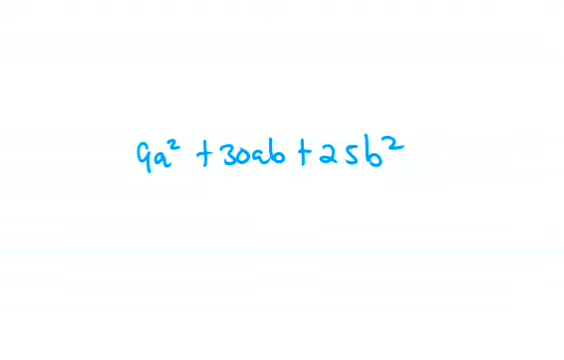 9a² + 30ab + 25b²